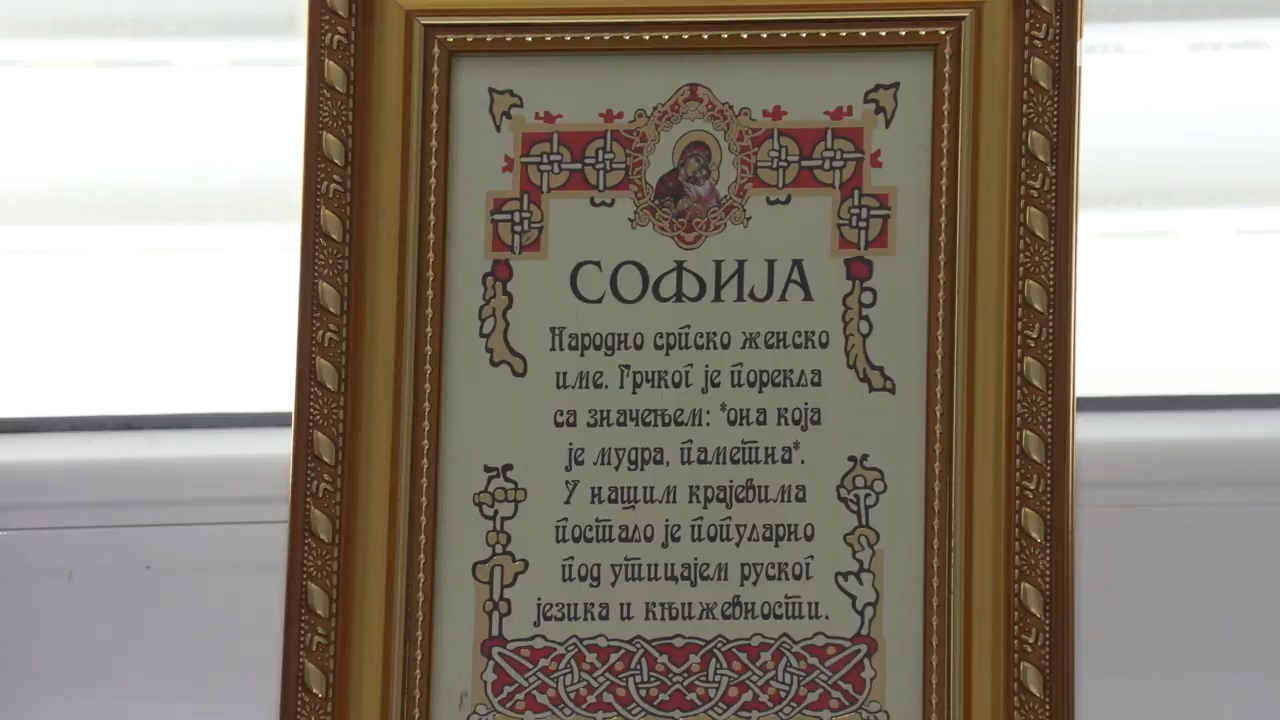 СОФИЈА
Народно српско женско
име. Грчког је порекла
са значењем: *она која
је мудра, паметна*.
У нашим крајевима
постало је популарно
под утицајем руског
језика и књижевности.